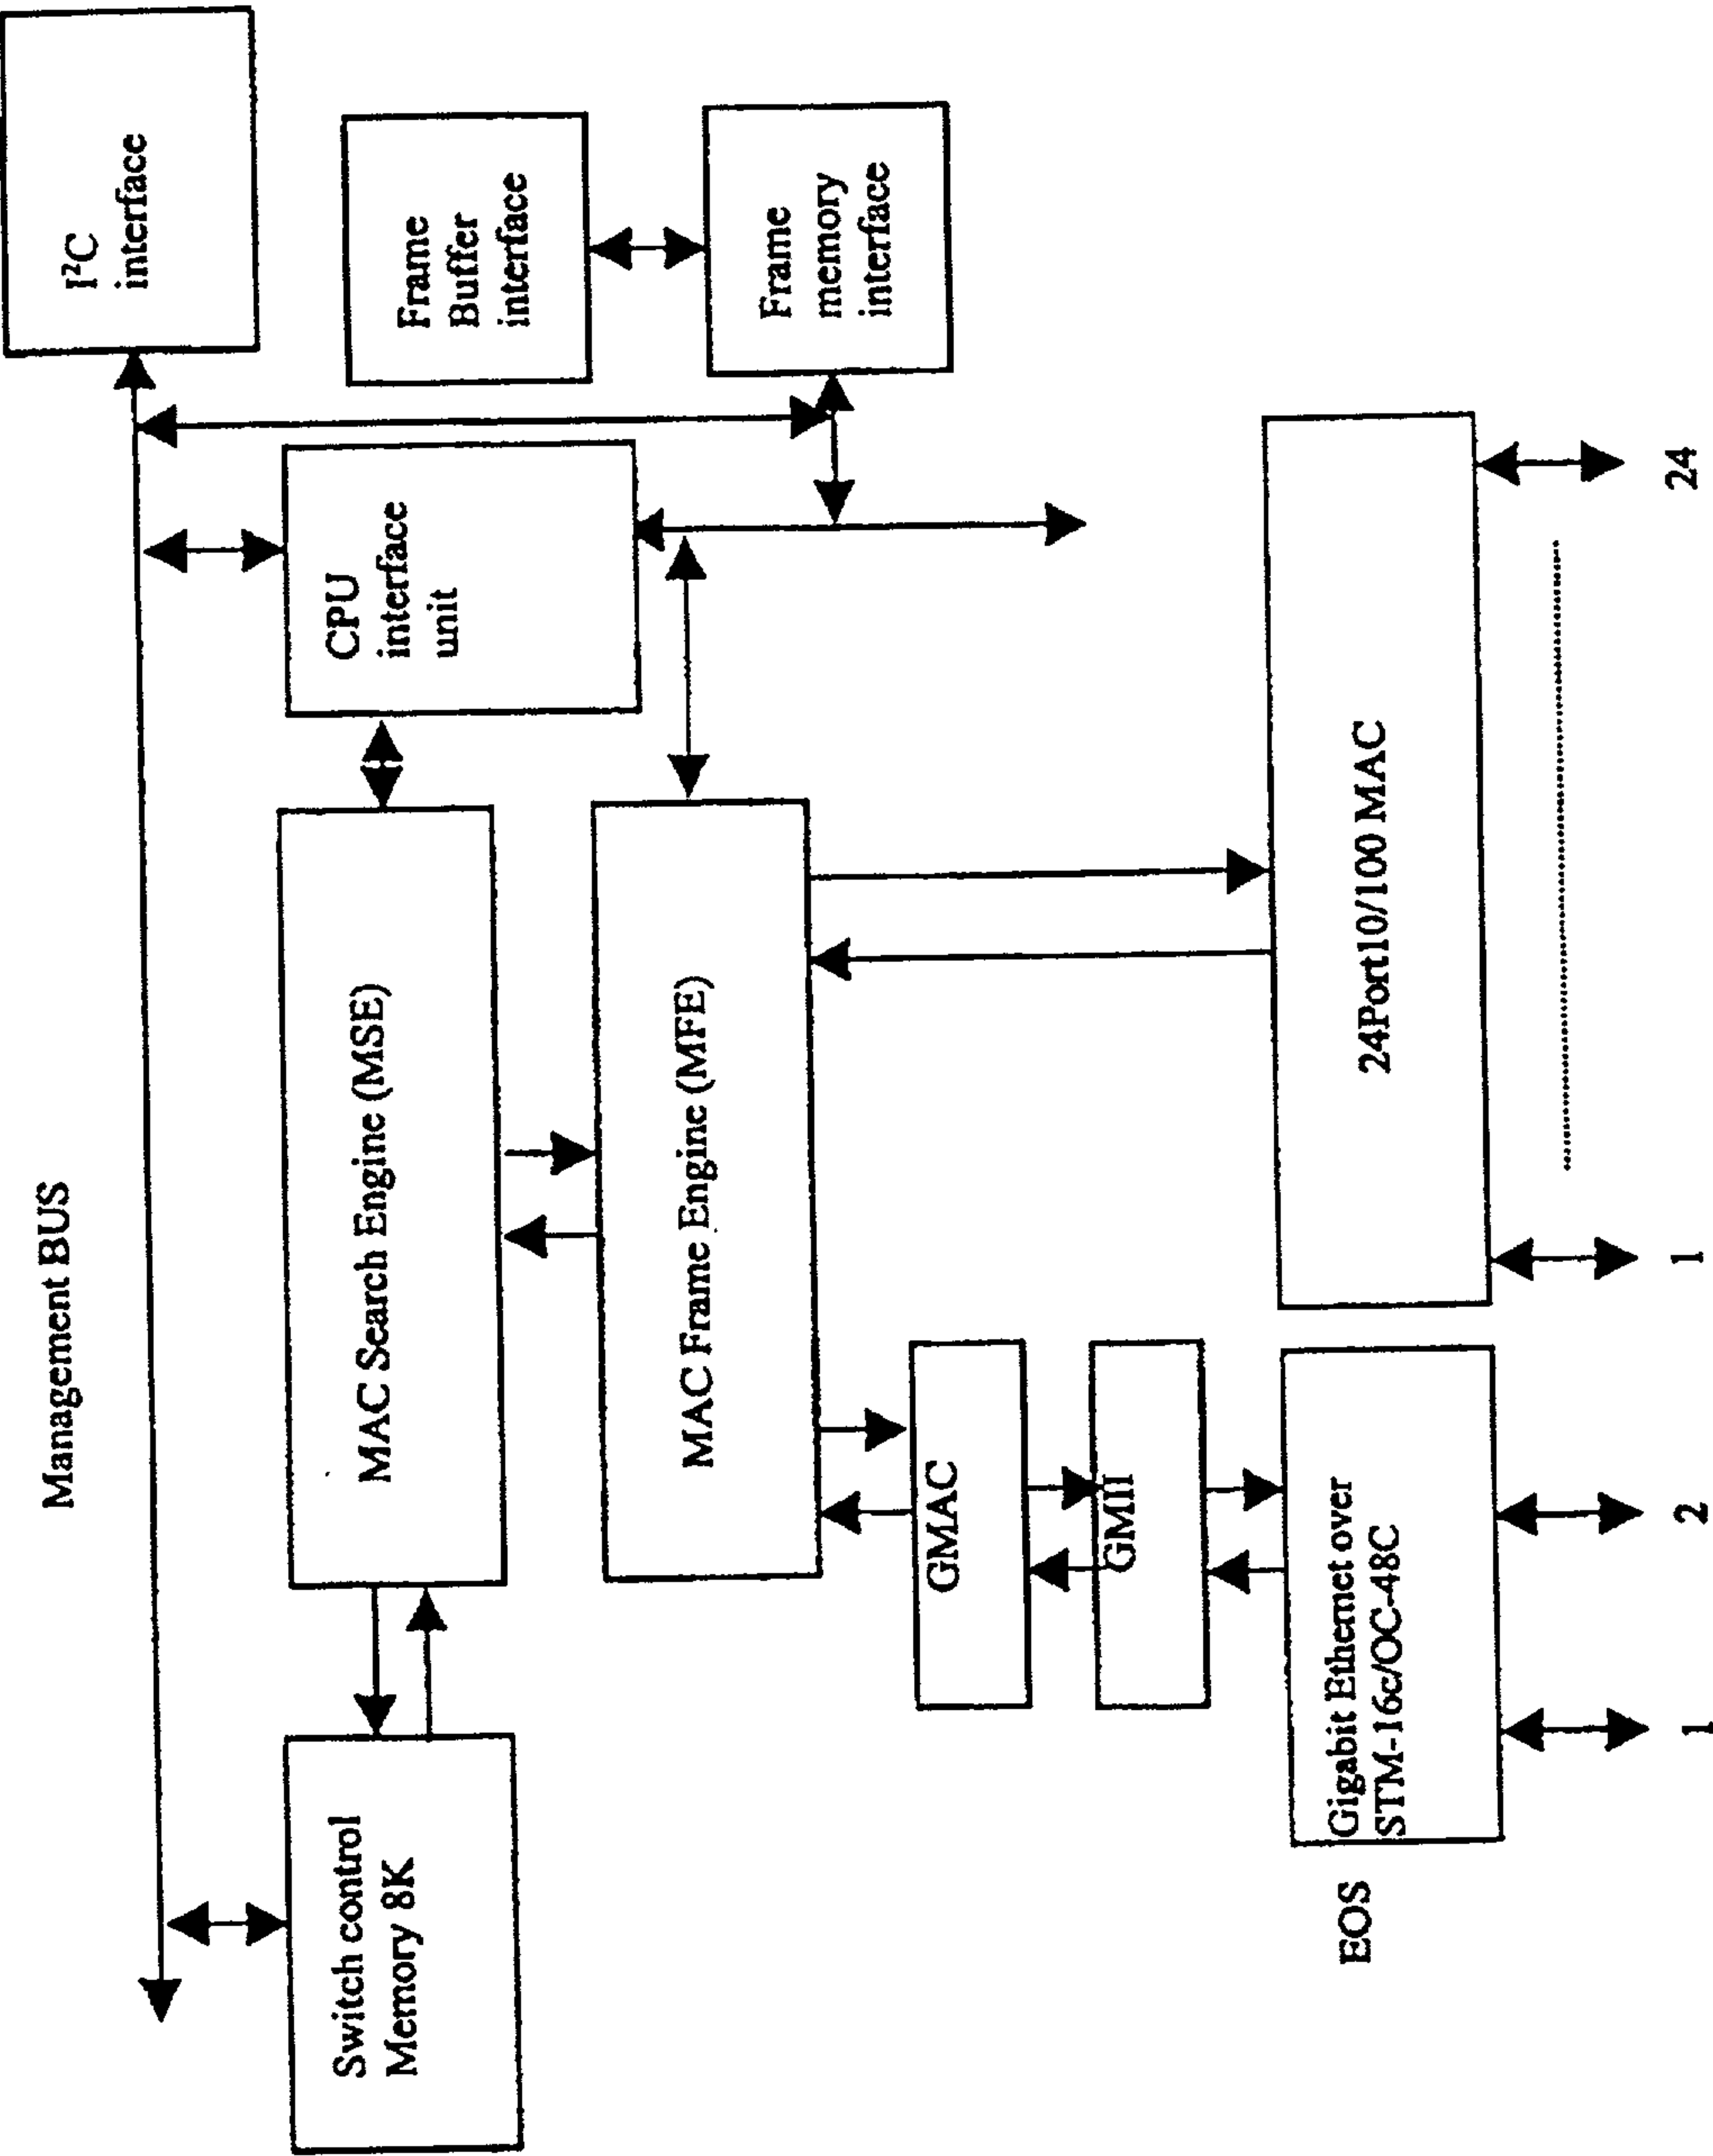 Management BUS
I²C
interface
Switch control
Memory 8K
MAC Search Engine (MSE)
CPU
interface
unit
Frame
Buffer
interface
MAC Frame Engine (MFE)
Frame
memory
interface
GMAC
GMII
EOS
Gigabit Ethernet over
STM-16c/OC-48C
24Port10/100 MAC
1
2
1
24